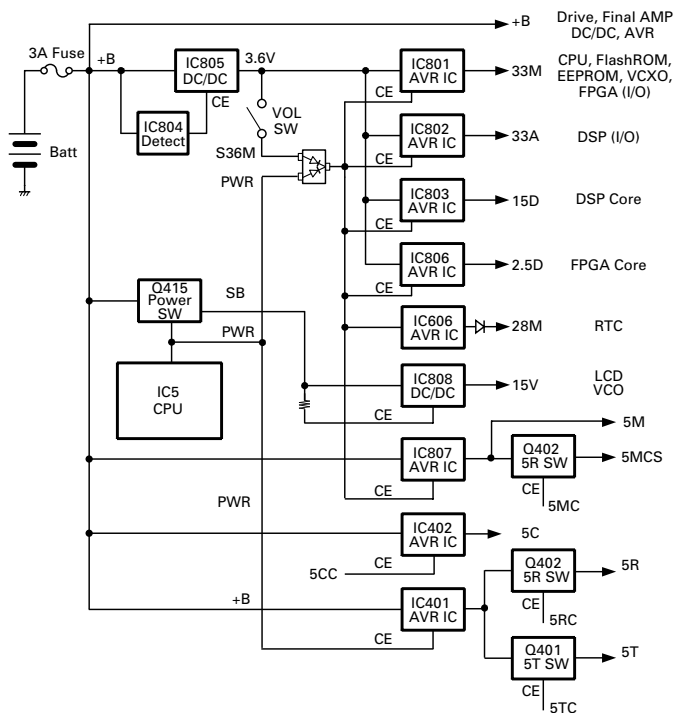 +B
Drive, Final AMP
DC/DC, AVR
3A Fuse
+B
IC805
DC/DC
3.6V
CE
IC804
Detect
Batt
VOL
SW
S36M
PWR
IC801
AVR IC
CE
33M
CPU, FlashROM,
EEPROM, VCXO,
FPGA (I/O)
IC802
AVR IC
CE
33A
DSP (I/O)
IC803
AVR IC
CE
15D
DSP Core
IC806
AVR IC
CE
2.5D
FPGA Core
Q415
Power
SW
SB
PWR
IC5
CPU
IC606
AVR IC
28M
RTC
IC808
DC/DC
CE
15V
LCD
VCO
5M
IC807
AVR IC
CE
Q402
5R SW
5MCS
CE
5MC
PWR
IC402
AVR IC
5C
5CC
CE
+B
IC401
AVR IC
CE
Q402
5R SW
5R
CE
5RC
Q401
5T SW
5T
CE
5TC